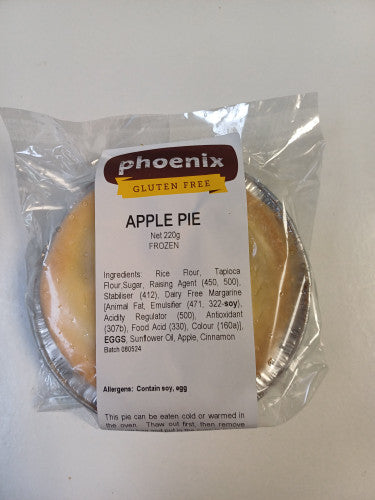 phoenix
GLUTEN FREE
APPLE PIE
Net 220g
FROZEN
Ingredients: Rice Flour, Tapioca
Flour,Sugar, Raising Agent (450, 500),
Stabiliser (412), Dairy Free Margarine
[Animal Fat, Emulsifier (471, 322-soy),
Acidity Regulator (500), Antioxidant
(307b), Food Acid (330), Colour (160a)],
EGGS, Sunflower Oil, Apple, Cinnamon
Batch 080524
Allergens: Contain soy, egg
This pie can be eaten cold or warmed in
the oven. Thaw out first, then remove